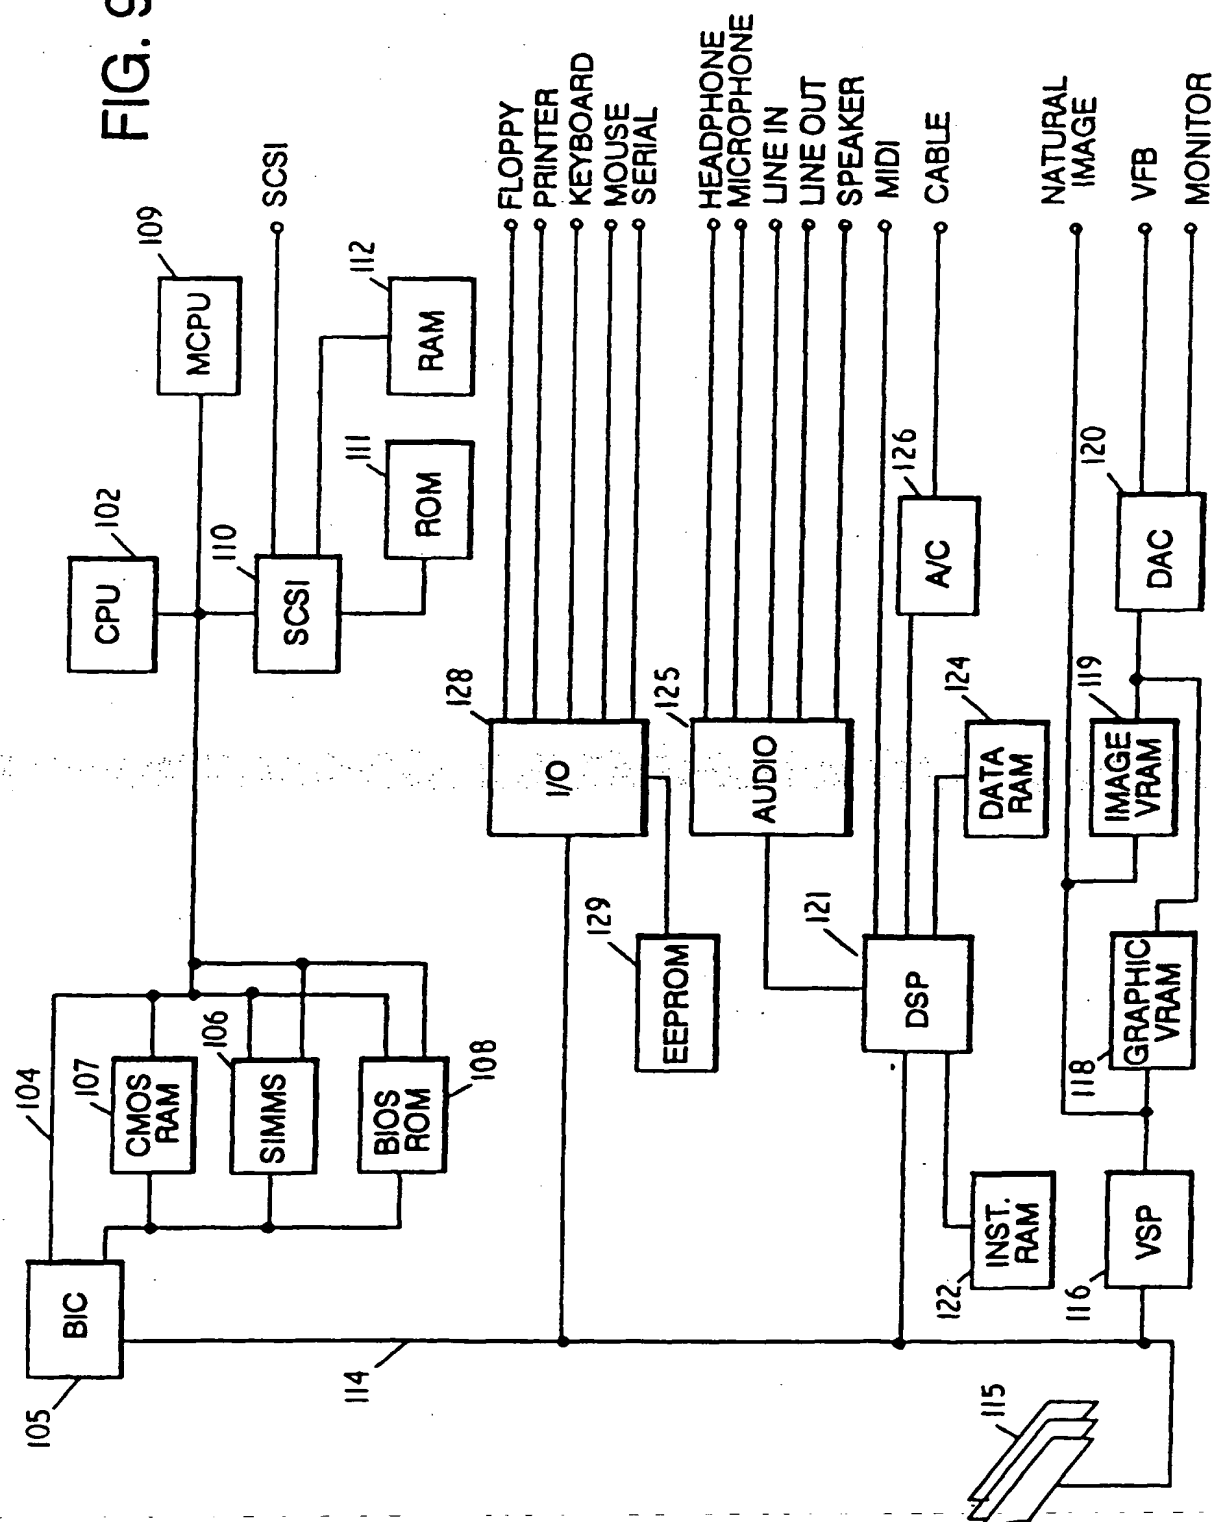 FIG. 9
105
BIC
104
107
CMOS
RAM
106
SIMMS
BIOS
ROM
108
CPU
102
109
MCPU
110
SCSI
SCSI
111
ROM
112
RAM
114
128
I/O
FLOPPY
PRINTER
KEYBOARD
MOUSE
SERIAL
129
EEPROM
125
AUDIO
HEADPHONE
MICROPHONE
LINE IN
LINE OUT
SPEAKER
MIDI
121
DSP
126
A/C
CABLE
124
DATA
RAM
122
INST.
RAM
115
116
VSP
118
GRAPHIC
VRAM
119
IMAGE
VRAM
120
DAC
NATURAL
IMAGE
VFB
MONITOR